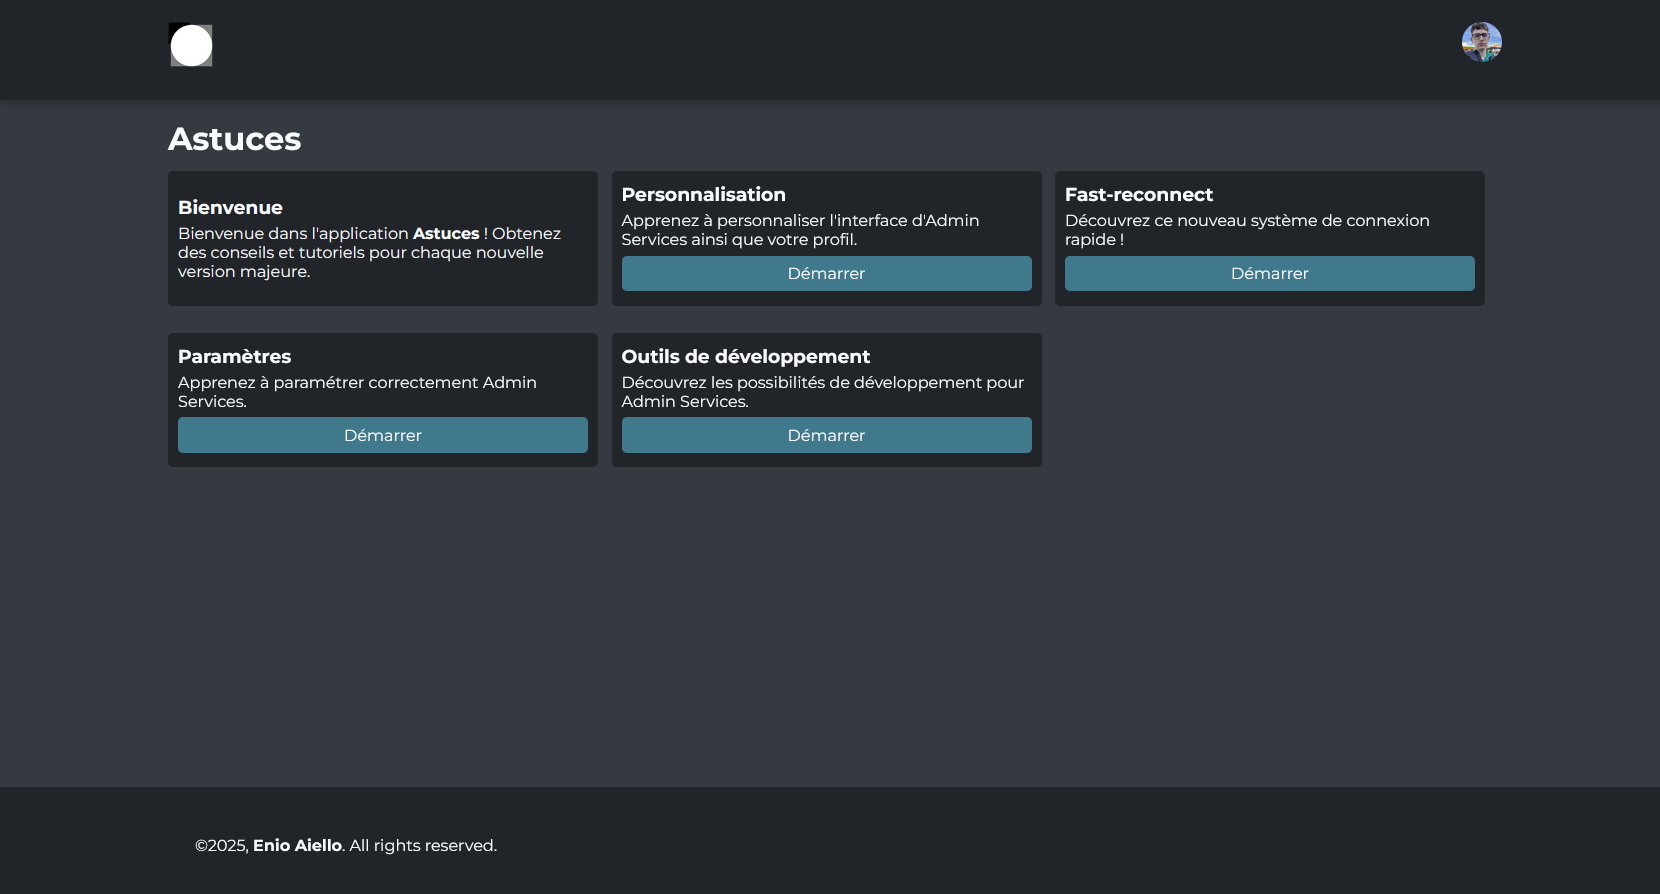 Astuces
Bienvenue
Bienvenue dans l'application Astuces ! Obtenez
des conseils et tutoriels pour chaque nouvelle
version majeure.
Personnalisation
Apprenez à personnaliser l'interface d'Admin
Services ainsi que votre profil.
Démarrer
Fast-reconnect
Découvrez ce nouveau système de connexion
rapide !
Démarrer
Paramètres
Apprenez à paramétrer correctement Admin
Services.
Démarrer
Outils de développement
Découvrez les possibilités de développement pour
Admin Services.
Démarrer
©2025, Enio Aiello. All rights reserved.